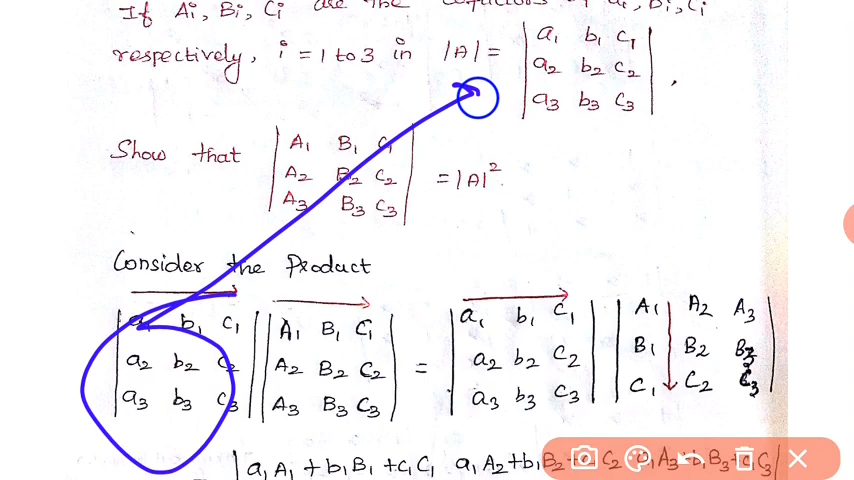 If Ai, Bi, Ci are the cofactors of ai, bi, ci
respectively, i = 1 to 3 in |A| = | a1 b1 c1 |
| a2 b2 c2 |
| a3 b3 c3 | ,
Show that | A1 B1 C1 |
| A2 B2 C2 | = |A|²
| A3 B3 C3 |
Consider the Product
| a1 b1 c1 | | A1 B1 C1 | = | a1 b1 c1 | | A1 A2 A3 |
| a2 b2 c2 | | A2 B2 C2 | | a2 b2 c2 | | B1 B2 B3 |
| a3 b3 c3 | | A3 B3 C3 | | a3 b3 c3 | | C1 C2 C3 |
= | a1A1 + b1B1 + c1C1 a1A2 + b1B2 + c1C2 a1A3 + b1B3 + c1C3 |